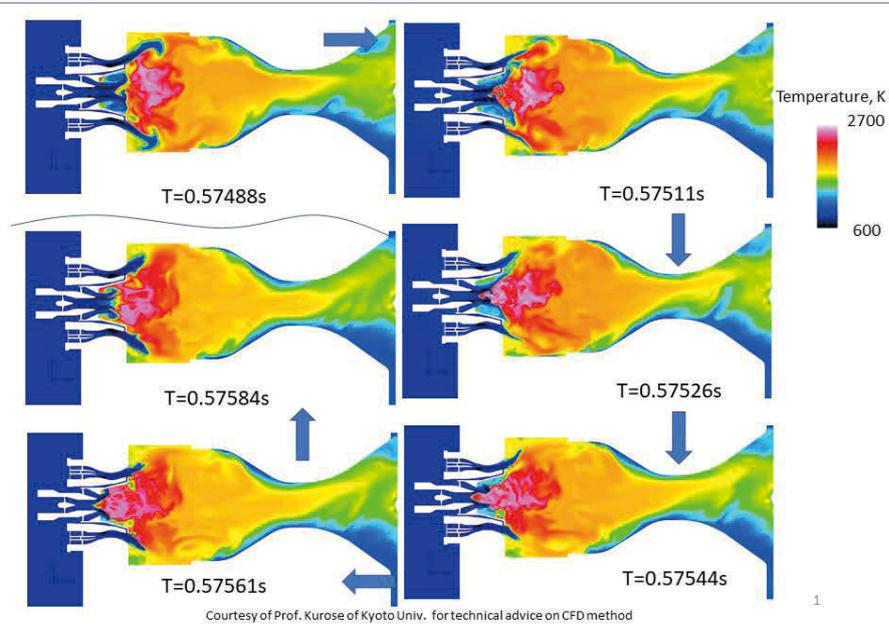 Temperature, K
2700
600
T=0.57488s
T=0.57511s
T=0.57584s
T=0.57526s
T=0.57561s
T=0.57544s
1
Courtesy of Prof. Kurose of Kyoto Univ. for technical advice on CFD method